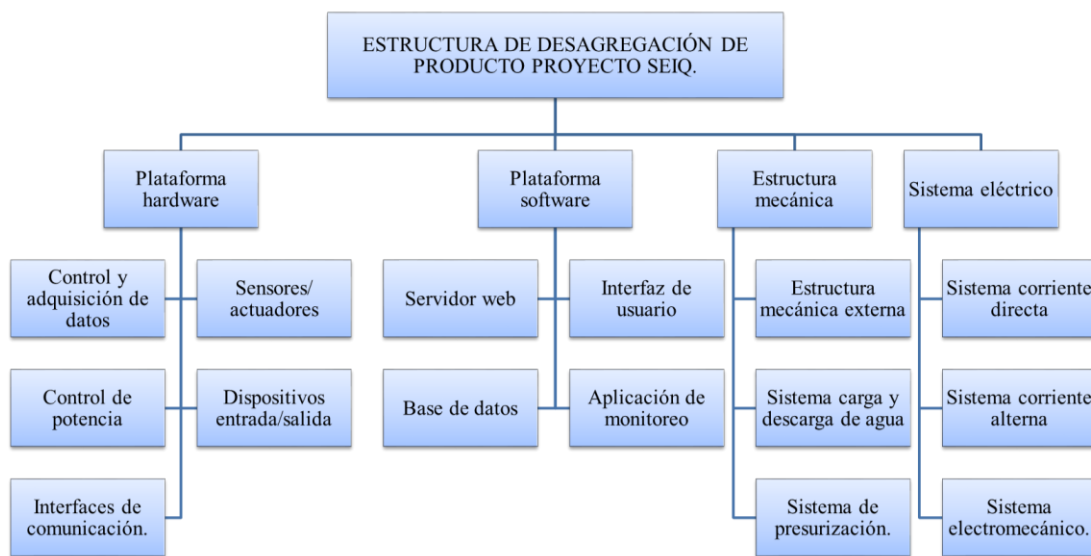 ESTRUCTURA DE DESAGREGACIÓN DE
PRODUCTO PROYECTO SEIQ.
Plataforma
hardware
Plataforma
software
Estructura
mecánica
Sistema eléctrico
Control y
adquisición de
datos
Sensores/
actuadores
Servidor web
Interfaz de
usuario
Estructura
mecánica externa
Sistema corriente
directa
Control de
potencia
Dispositivos
entrada/salida
Base de datos
Aplicación de
monitoreo
Sistema carga y
descarga de agua
Sistema corriente
alterna
Interfaces de
comunicación.
Sistema de
presurización.
Sistema
electromecánico.